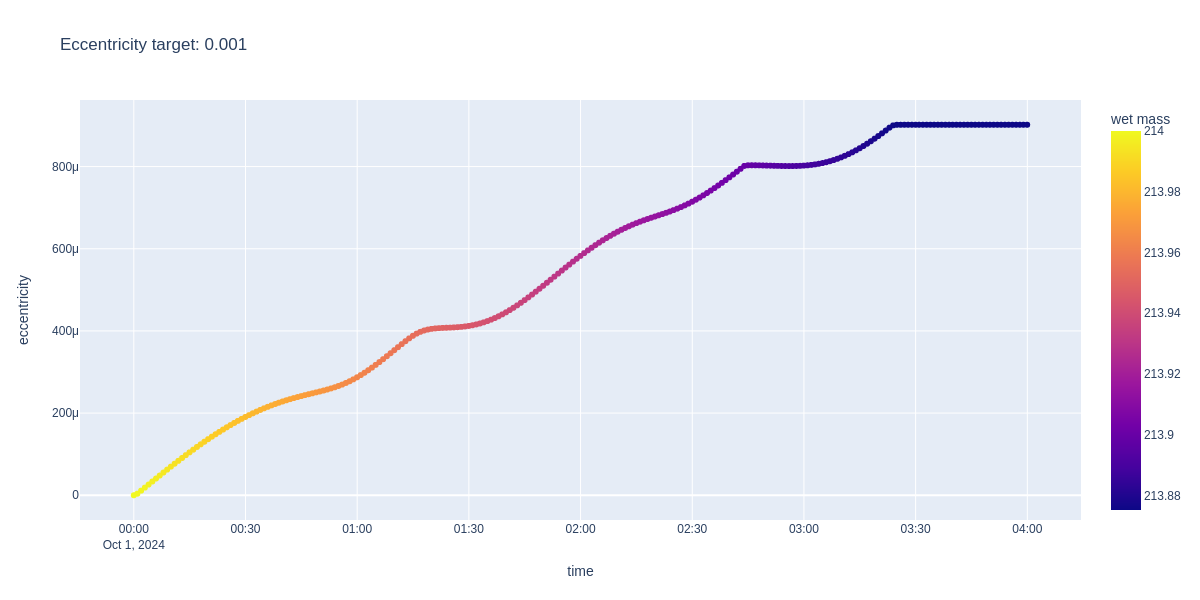 Eccentricity target: 0.001
wet mass
214
213.98
213.96
213.94
213.92
213.9
213.88
eccentricity
800μ
600μ
400μ
200μ
0
00:00 00:30 01:00 01:30 02:00 02:30 03:00 03:30 04:00
Oct 1, 2024
time